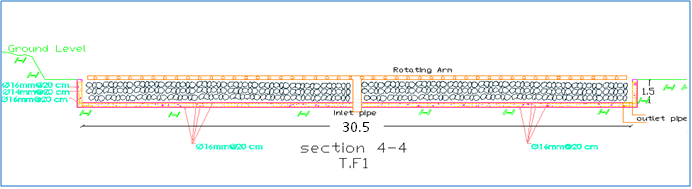 Ground Level
Rotating Arm
Ø16mm@20 cm
Ø14mm@20 cm
Ø16mm@20 cm
1.5
Inlet pipe
outlet pipe
30.5
Ø16mm@20 cm
Ø14mm@20 cm
section 4-4
T.F1